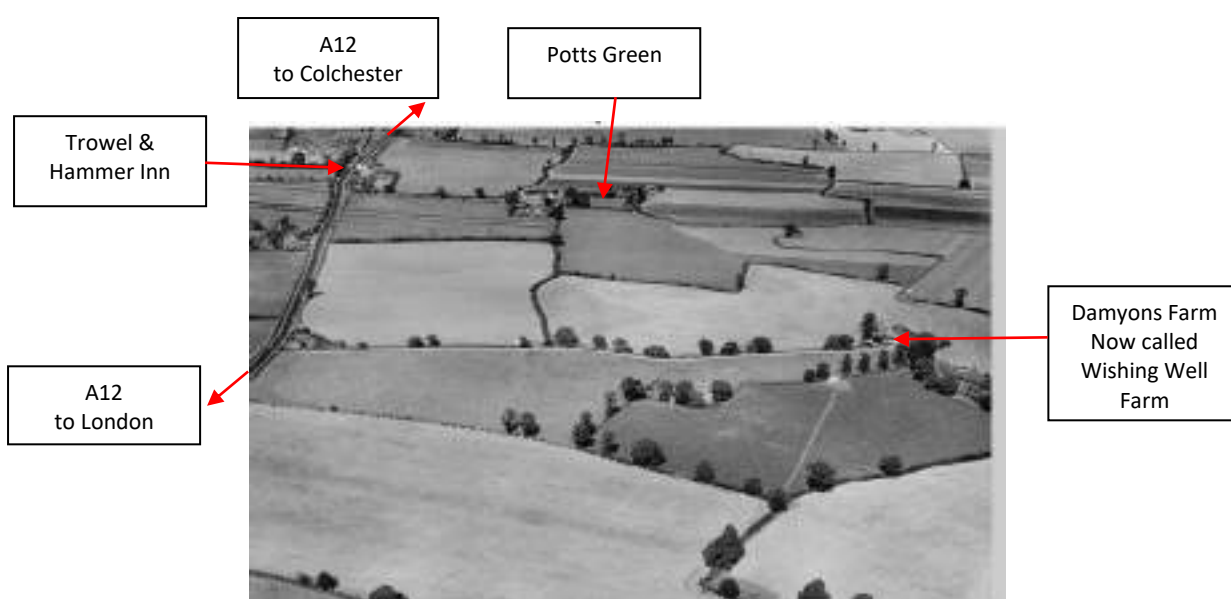 A12
to Colchester
Potts Green
Trowel &
Hammer Inn
Damyons Farm
Now called
Wishing Well
Farm
A12
to London